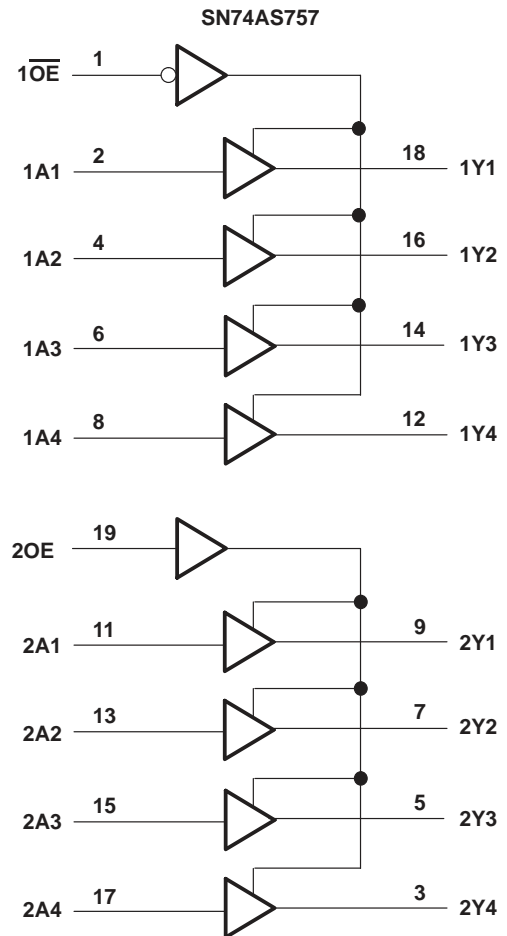 SN74AS757
1O̅E̅ 1
1A1 2 18 1Y1
1A2 4 16 1Y2
1A3 6 14 1Y3
1A4 8 12 1Y4
2OE 19
2A1 11 9 2Y1
2A2 13 7 2Y2
2A3 15 5 2Y3
2A4 17 3 2Y4